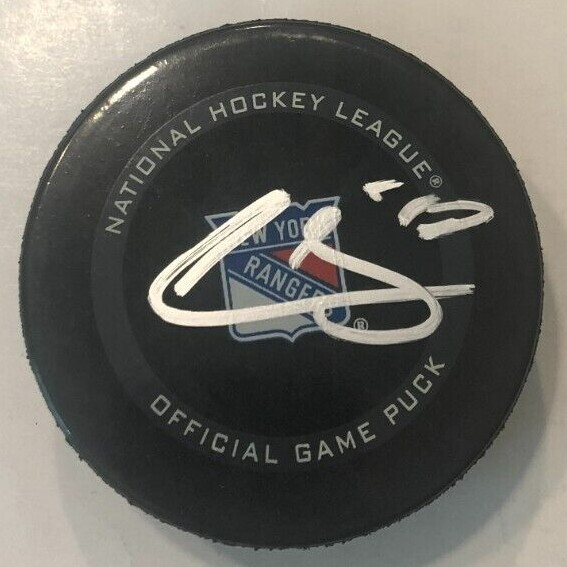 NATIONAL HOCKEY LEAGUE®
NEW YORK
RANGERS
®
OFFICIAL GAME PUCK